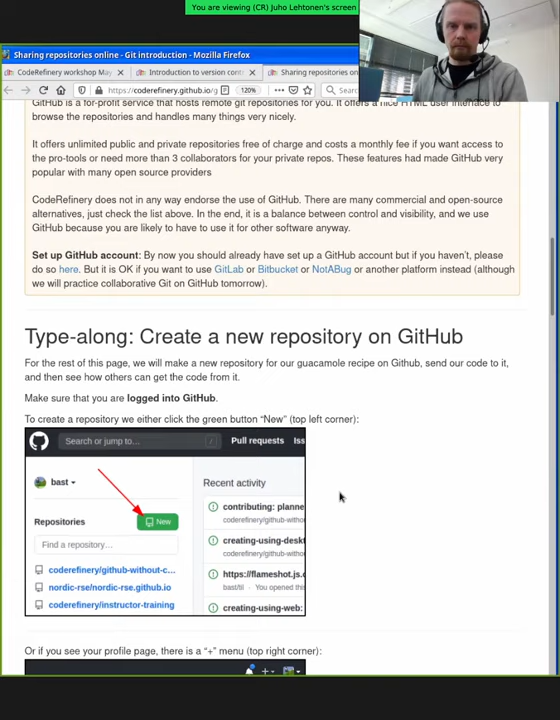 You are viewing (CR) Juho Lehtonen's screen
Sharing repositories online - Git introduction - Mozilla Firefox
CodeRefinery workshop May
Introduction to version cont
Sharing repositories on
https://coderefinery.github.io/g
120%
Sear
GitHub is a for-profit service that hosts remote git repositories for you. It offers a nice HTML user interface to
browse the repositories and handles many things very nicely.
It offers unlimited public and private repositories free of charge and costs a monthly fee if you want access
to the pro-tools or need more than 3 collaborators for your private repos. These features had made GitHub very
popular with many open source providers
CodeRefinery does not in any way endorse the use of GitHub. There are many commercial and open-source
alternatives, just check the list above. In the end, it is a balance between control and visibility, and we use
GitHub because you are likely to have to use it for other software anyway.
Set up GitHub account: By now you should already have set up a GitHub account but if you haven't, please
do so here. But it is OK if you want to use GitLab or Bitbucket or NotABug or another platform instead (although
we will practice collaborative Git on GitHub tomorrow).
Type-along: Create a new repository on GitHub
For the rest of this page, we will make a new repository for our guacamole recipe on Github, send our code to it,
and then see how others can get the code from it.
Make sure that you are logged into GitHub.
To create a repository we either click the green button “New” (top left corner):
Search or jump to...
/
Pull requests
Iss
bast
Recent activity
Repositories
New
contributing: planne
coderefinery/github-witho
Find a repository...
creating-using-deskt
coderefinery/github-witho
coderefinery/github-without-c...
nordic-rse/nordic-rse.github.io
https://flameshot.js.c
bast/lil · You opened this
coderefinery/instructor-training
creating-using-web:
Or if you see your profile page, there is a “+” menu (top right corner):